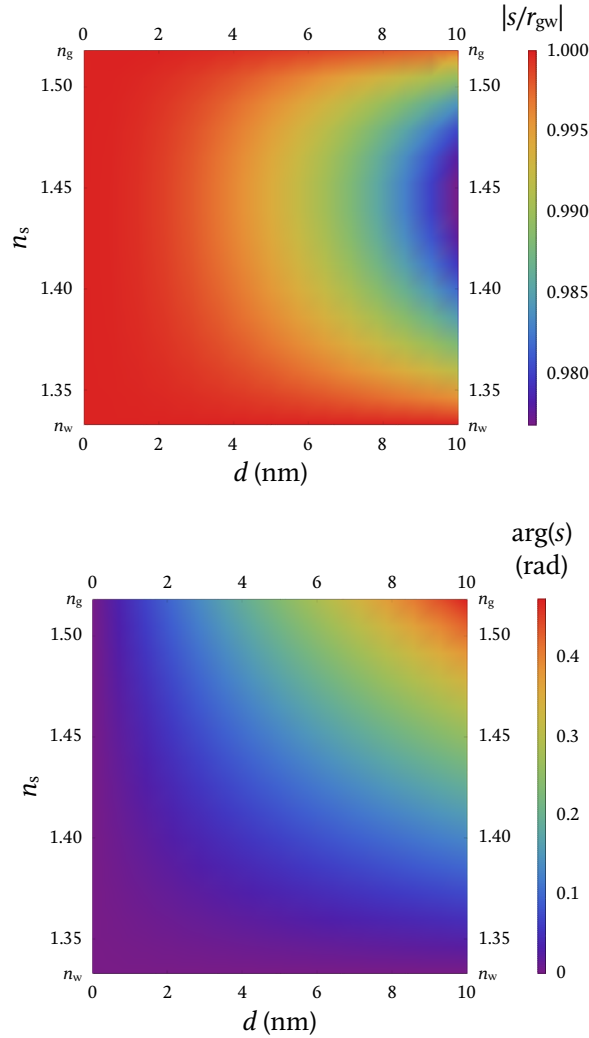 |s/r_gw|
0 2 4 6 8 10
n_g n_g 1.000
1.50 1.50
0.995
1.45 1.45
n_s 0.990
1.40 1.40
0.985
1.35 1.35 0.980
n_w n_w
0 2 4 6 8 10
d (nm)
arg(s)
(rad)
0 2 4 6 8 10
n_g n_g
1.50 1.50 0.4
1.45 1.45 0.3
n_s 0.2
1.40 1.40
0.1
1.35 1.35
n_w n_w 0
0 2 4 6 8 10
d (nm)